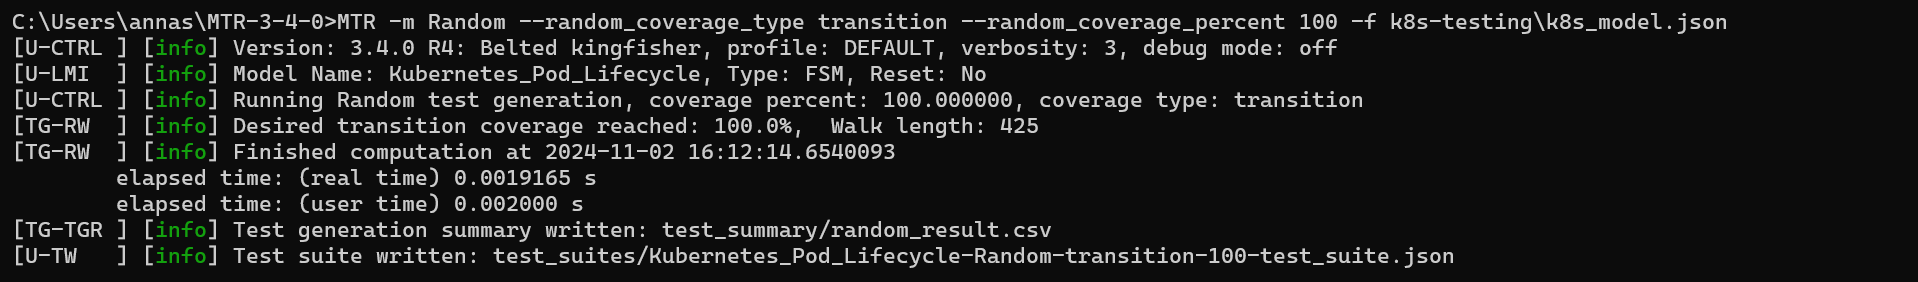 C:\Users\annas\MTR-3-4-0>MTR -m Random --random_coverage_type transition --random_coverage_percent 100 -f k8s-testing\k8s_model.json
[U-CTRL ] [info] Version: 3.4.0 R4: Belted kingfisher, profile: DEFAULT, verbosity: 3, debug mode: off
[U-LMI  ] [info] Model Name: Kubernetes_Pod_Lifecycle, Type: FSM, Reset: No
[U-CTRL ] [info] Running Random test generation, coverage percent: 100.000000, coverage type: transition
[TG-RW  ] [info] Desired transition coverage reached: 100.0%,  Walk length: 425
[TG-RW  ] [info] Finished computation at 2024-11-02 16:12:14.6540093
        elapsed time: (real time) 0.0019165 s
        elapsed time: (user time) 0.002000 s
[TG-TGR ] [info] Test generation summary written: test_summary/random_result.csv
[U-TW   ] [info] Test suite written: test_suites/Kubernetes_Pod_Lifecycle-Random-transition-100-test_suite.json